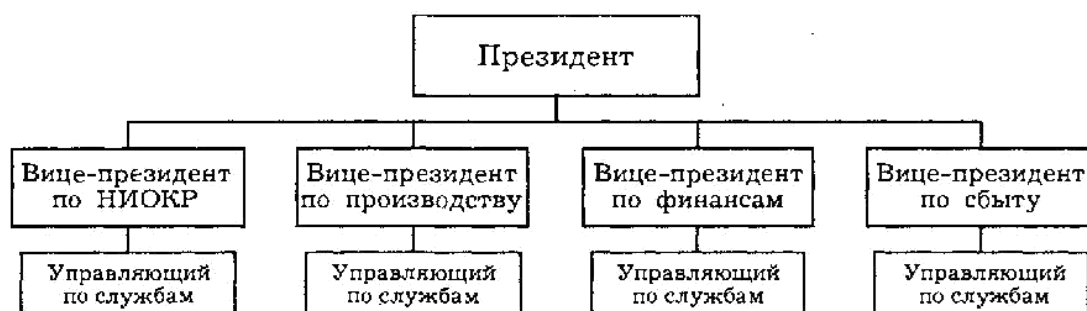 Президент
Вице-президент
по НИОКР
Вице-президент
по производству
Вице-президент
по финансам
Вице-президент
по сбыту
Управляющий
по службам
Управляющий
по службам
Управляющий
по службам
Управляющий
по службам